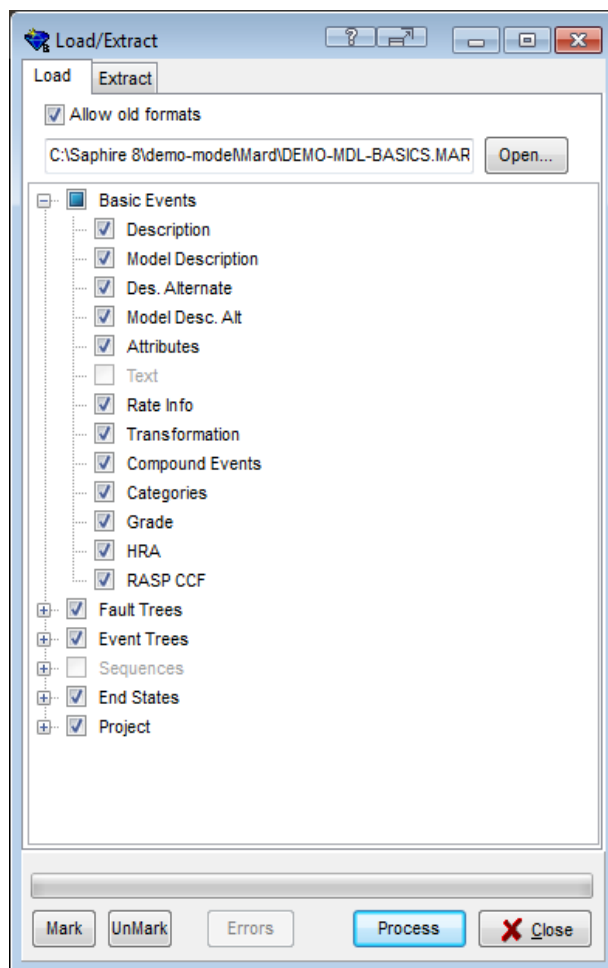 Load/Extract
Load Extract
Allow old formats
C:\Saphire 8\demo-model\Mard\DEMO-MDL-BASICS.MAR Open...
Basic Events
Description
Model Description
Des. Alternate
Model Desc. Alt
Attributes
Text
Rate Info
Transformation
Compound Events
Categories
Grade
HRA
RASP CCF
Fault Trees
Event Trees
Sequences
End States
Project
Mark UnMark Errors Process Close